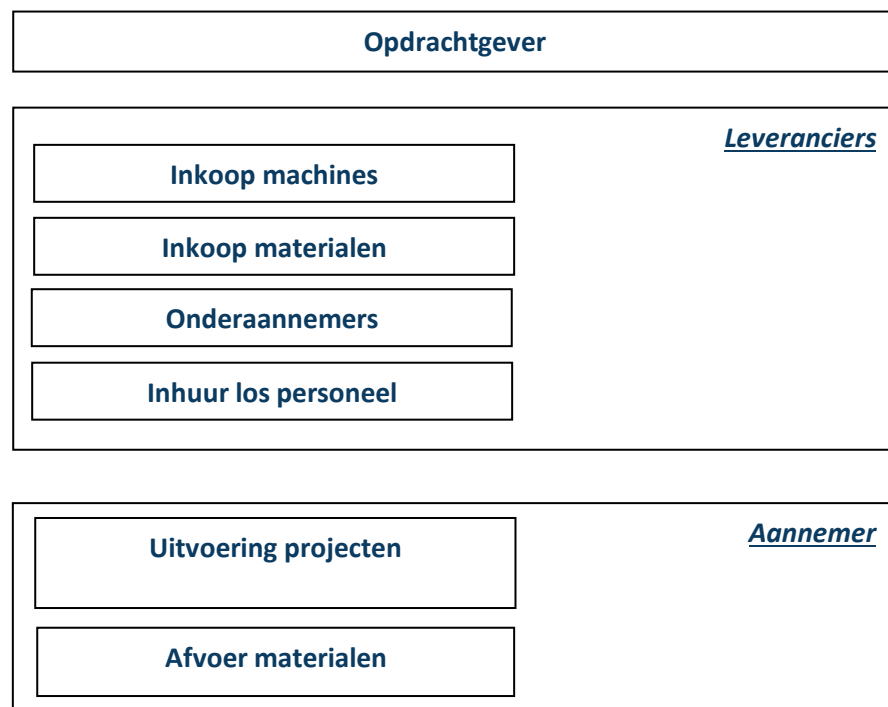 Opdrachtgever
Leveranciers
Inkoop machines
Inkoop materialen
Onderaannemers
Inhuur los personeel
Aannemer
Uitvoering projecten
Afvoer materialen